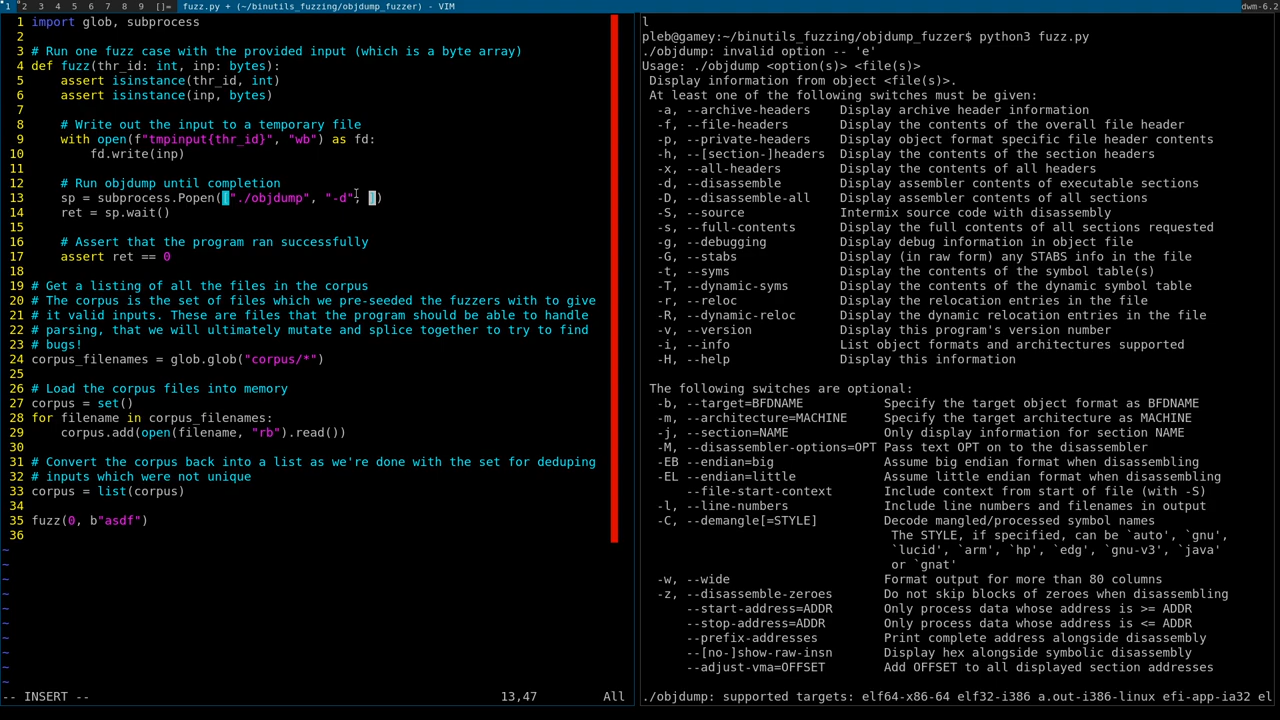 1 2 3 4 5 6 7 8 9 []= fuzz.py + (~/binutils_fuzzing/objdump_fuzzer) - VIM dwm-6.2
1 import glob, subprocess
2
3 # Run one fuzz case with the provided input (which is a byte array)
4 def fuzz(thr_id: int, inp: bytes):
5     assert isinstance(thr_id, int)
6     assert isinstance(inp, bytes)
7
8     # Write out the input to a temporary file
9     with open(f"tmpinput{thr_id}", "wb") as fd:
10         fd.write(inp)
11
12     # Run objdump until completion
13     sp = subprocess.Popen(["./objdump", "-d", ])
14     ret = sp.wait()
15
16     # Assert that the program ran successfully
17     assert ret == 0
18
19 # Get a listing of all the files in the corpus
20 # The corpus is the set of files which we pre-seeded the fuzzers with to give
21 # it valid inputs. These are files that the program should be able to handle
22 # parsing, that we will ultimately mutate and splice together to try to find
23 # bugs!
24 corpus_filenames = glob.glob("corpus/*")
25
26 # Load the corpus files into memory
27 corpus = set()
28 for filename in corpus_filenames:
29     corpus.add(open(filename, "rb").read())
30
31 # Convert the corpus back into a list as we're done with the set for deduping
32 # inputs which were not unique
33 corpus = list(corpus)
34
35 fuzz(0, b"asdf")
36
~
~
~
~
~
~
~
~
~
~
-- INSERT -- 13,47 All
l
pleb@gamey:~/binutils_fuzzing/objdump_fuzzer$ python3 fuzz.py
./objdump: invalid option -- 'e'
Usage: ./objdump <option(s)> <file(s)>
 Display information from object <file(s)>.
 At least one of the following switches must be given:
  -a, --archive-headers    Display archive header information
  -f, --file-headers       Display the contents of the overall file header
  -p, --private-headers    Display object format specific file header contents
  -h, --[section-]headers  Display the contents of the section headers
  -x, --all-headers        Display the contents of all headers
  -d, --disassemble        Display assembler contents of executable sections
  -D, --disassemble-all    Display assembler contents of all sections
  -S, --source             Intermix source code with disassembly
  -s, --full-contents      Display the full contents of all sections requested
  -g, --debugging          Display debug information in object file
  -G, --stabs              Display (in raw form) any STABS info in the file
  -t, --syms               Display the contents of the symbol table(s)
  -T, --dynamic-syms       Display the contents of the dynamic symbol table
  -r, --reloc              Display the relocation entries in the file
  -R, --dynamic-reloc      Display the dynamic relocation entries in the file
  -v, --version            Display this program's version number
  -i, --info               List object formats and architectures supported
  -H, --help               Display this information
 The following switches are optional:
  -b, --target=BFDNAME           Specify the target object format as BFDNAME
  -m, --architecture=MACHINE     Specify the target architecture as MACHINE
  -j, --section=NAME             Only display information for section NAME
  -M, --disassembler-options=OPT Pass text OPT on to the disassembler
  -EB --endian=big               Assume big endian format when disassembling
  -EL --endian=little            Assume little endian format when disassembling
      --file-start-context       Include context from start of file (with -S)
  -l, --line-numbers             Include line numbers and filenames in output
  -C, --demangle[=STYLE]         Decode mangled/processed symbol names
                                  The STYLE, if specified, can be `auto', `gnu',
                                  `lucid', `arm', `hp', `edg', `gnu-v3', `java'
                                  or `gnat'
  -w, --wide                     Format output for more than 80 columns
  -z, --disassemble-zeroes       Do not skip blocks of zeroes when disassembling
      --start-address=ADDR       Only process data whose address is >= ADDR
      --stop-address=ADDR        Only process data whose address is <= ADDR
      --prefix-addresses         Print complete address alongside disassembly
      --[no-]show-raw-insn       Display hex alongside symbolic disassembly
      --adjust-vma=OFFSET        Add OFFSET to all displayed section addresses
./objdump: supported targets: elf64-x86-64 elf32-i386 a.out-i386-linux efi-app-ia32 el